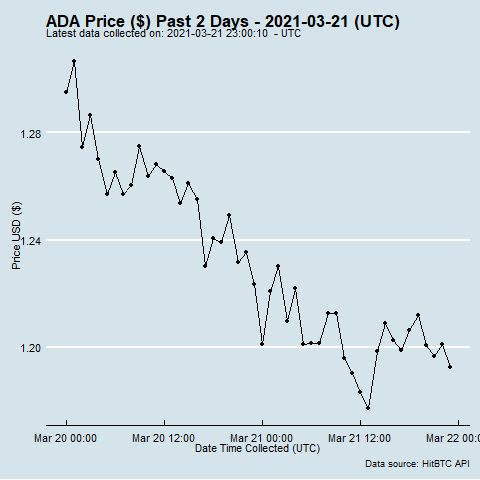 ADA Price ($) Past 2 Days - 2021-03-21 (UTC)
Latest data collected on: 2021-03-21 23:00:10 - UTC
Price USD ($)
1.28
1.24
1.20
Mar 20 00:00 Mar 20 12:00 Mar 21 00:00 Mar 21 12:00 Mar 22 00:0
Date Time Collected (UTC)
Data source: HitBTC API